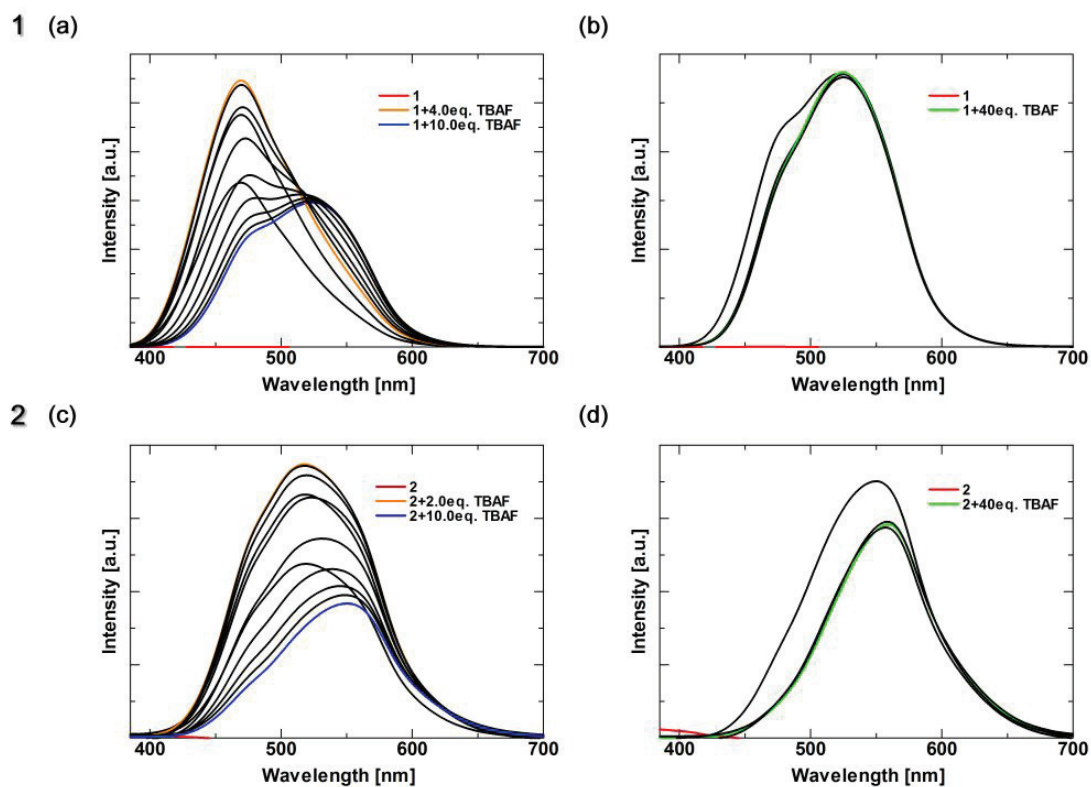 1 (a)
1
1+4.0eq. TBAF
1+10.0eq. TBAF
Intensity [a.u.]
400 500 600 700
Wavelength [nm]
(b)
1
1+40eq. TBAF
Intensity [a.u.]
400 500 600 700
Wavelength [nm]
2 (c)
2
2+2.0eq. TBAF
2+10.0eq. TBAF
Intensity [a.u.]
400 500 600 700
Wavelength [nm]
(d)
2
2+40eq. TBAF
Intensity [a.u.]
400 500 600 700
Wavelength [nm]